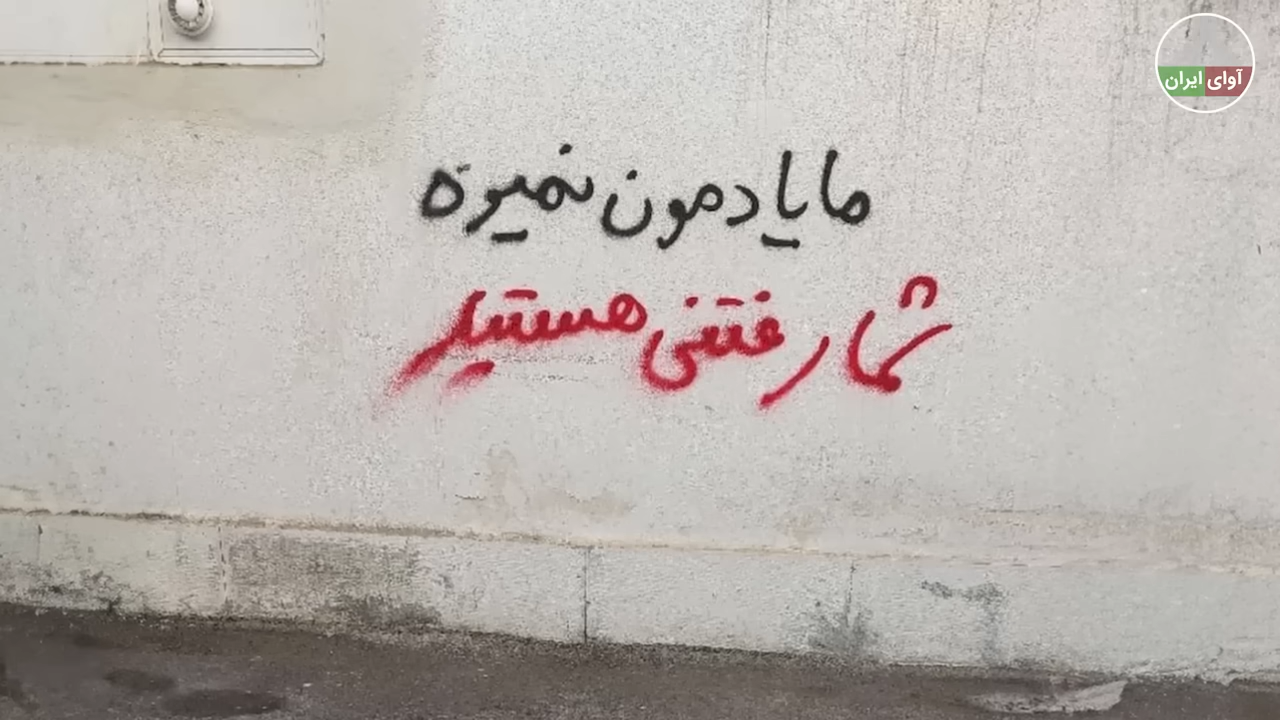 آوای ایران
ما یادمون نمیره
شما رفتنی هستید